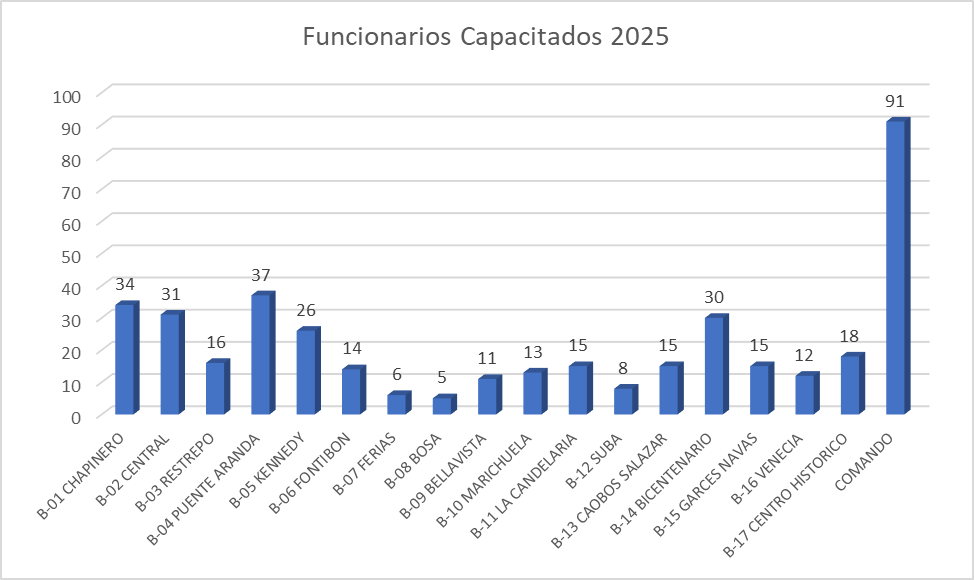 Funcionarios Capacitados 2025
100
90
80
70
60
50
40
30
20
10
0
34
31
16
37
26
14
6
5
11
13
15
8
15
30
15
12
18
91
B-01 CHAPINERO
B-02 CENTRAL
B-03 RESTREPO
B-04 PUENTE ARANDA
B-05 KENNEDY
B-06 FONTIBON
B-07 FERIAS
B-08 BOSA
B-09 BELLAVISTA
B-10 MARICHUELA
B-11 LA CANDELARIA
B-12 SUBA
B-13 CAOBOS SALAZAR
B-14 BICENTENARIO
B-15 GARCES NAVAS
B-16 VENECIA
B-17 CENTRO HISTORICO
COMANDO